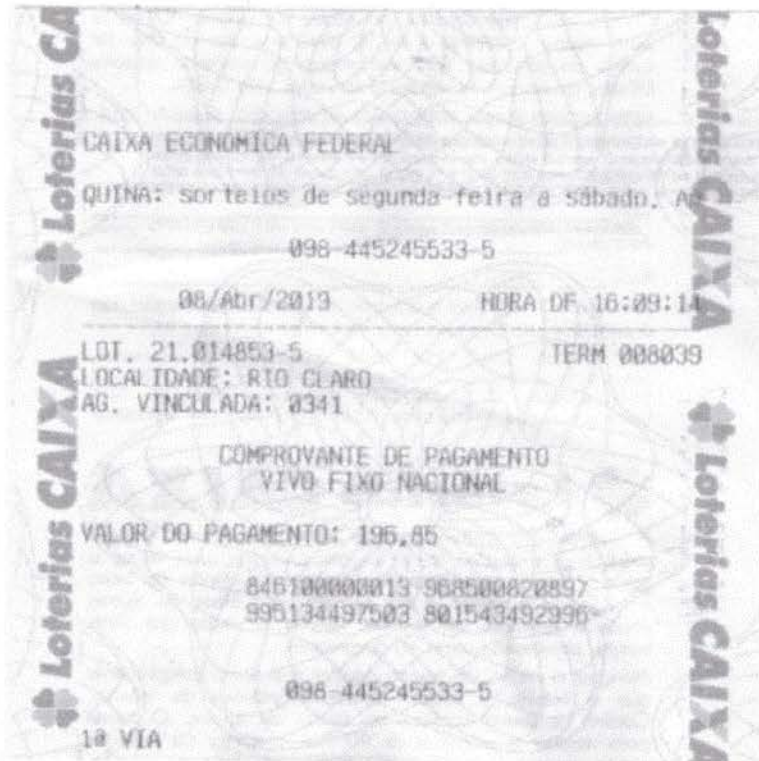 CAIXA ECONOMICA FEDERAL
QUINA: sorteios de segunda-feira a sábado. Ap
098-445245533-5
08/Abr/2019 HORA DF 16:09:14
LOT. 21.014853-5 TERM 008039
LOCALIDADE: RIO CLARO
AG. VINCULADA: 0341
COMPROVANTE DE PAGAMENTO
VIVO FIXO NACIONAL
VALOR DO PAGAMENTO: 196,85
846100000013 968500820897
995134497503 801543492996
098-445245533-5
1ª VIA
Loterias CA
Loterias CAIXA
Loterias CAIXA
Loterias CAIXA